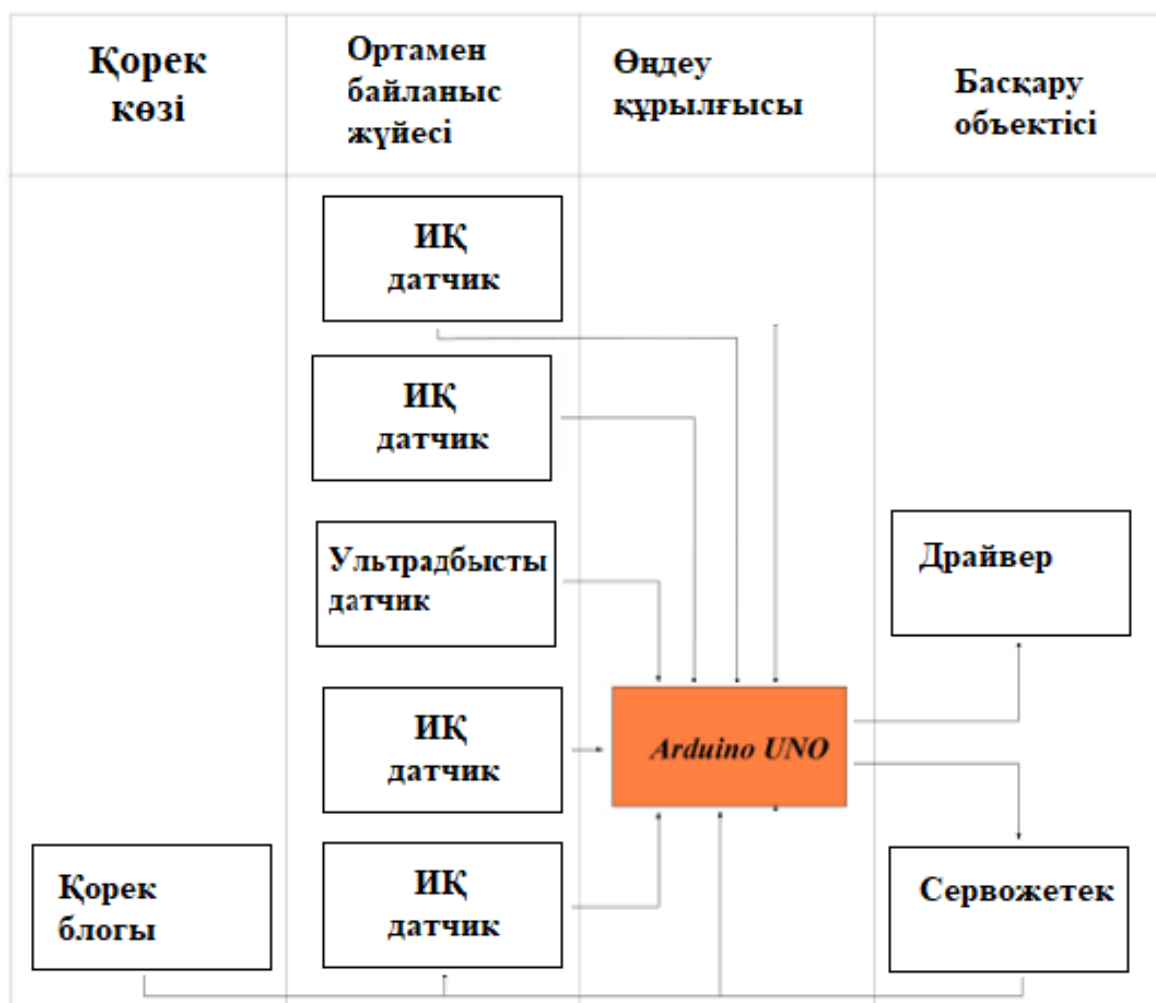 Қорек
көзі
Ортамен
байланыс
жүйесі
Өңдеу
құрылғысы
Басқару
объектісі
ИҚ
датчик
ИҚ
датчик
Ультрадбысты
датчик
Драйвер
ИҚ
датчик
Arduino UNO
Қорек
блогы
ИҚ
датчик
Сервожетек